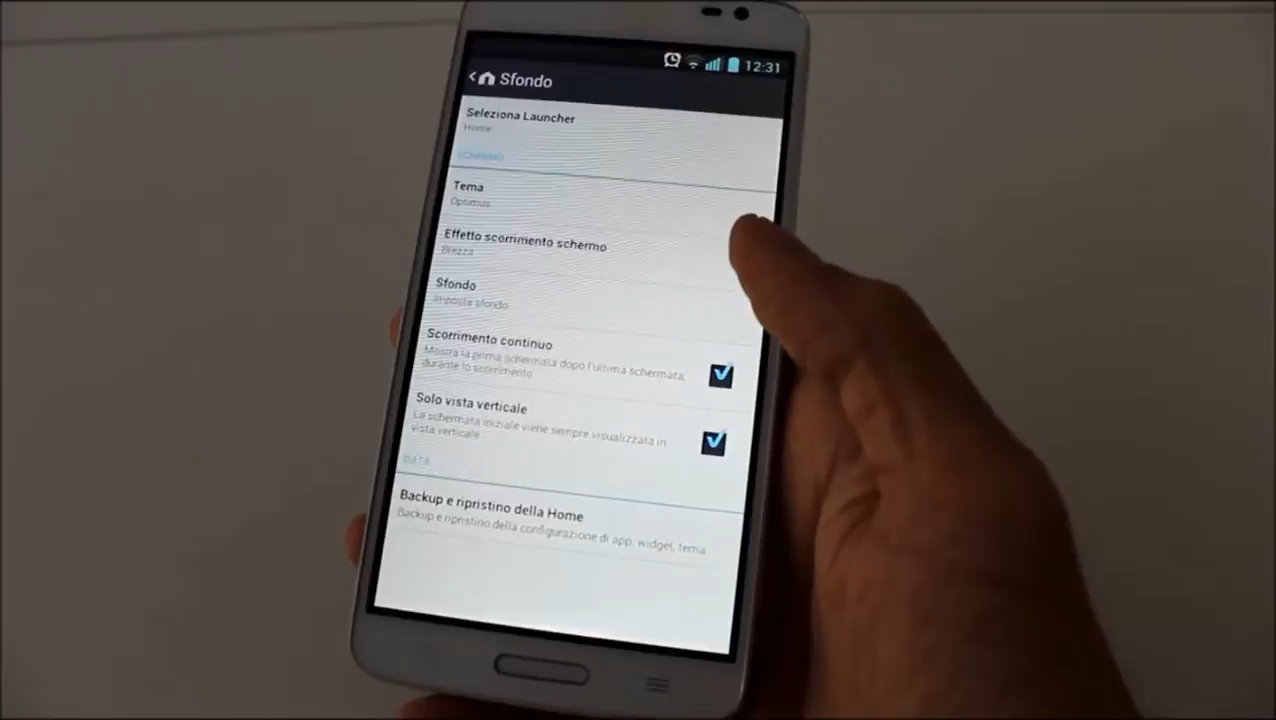 12:31
Sfondo
Seleziona Launcher
Home
SCHERMO
Tema
Optimus
Effetto scorrimento schermo
Brezza
Sfondo
Imposta sfondo
Scorrimento continuo
Mostra la prima schermata dopo l'ultima schermata,
durante lo scorrimento
Solo vista verticale
La schermata iniziale viene sempre visualizzata in
vista verticale.
DATA
Backup e ripristino della Home
Backup e ripristino della configurazione di app, widget, tema